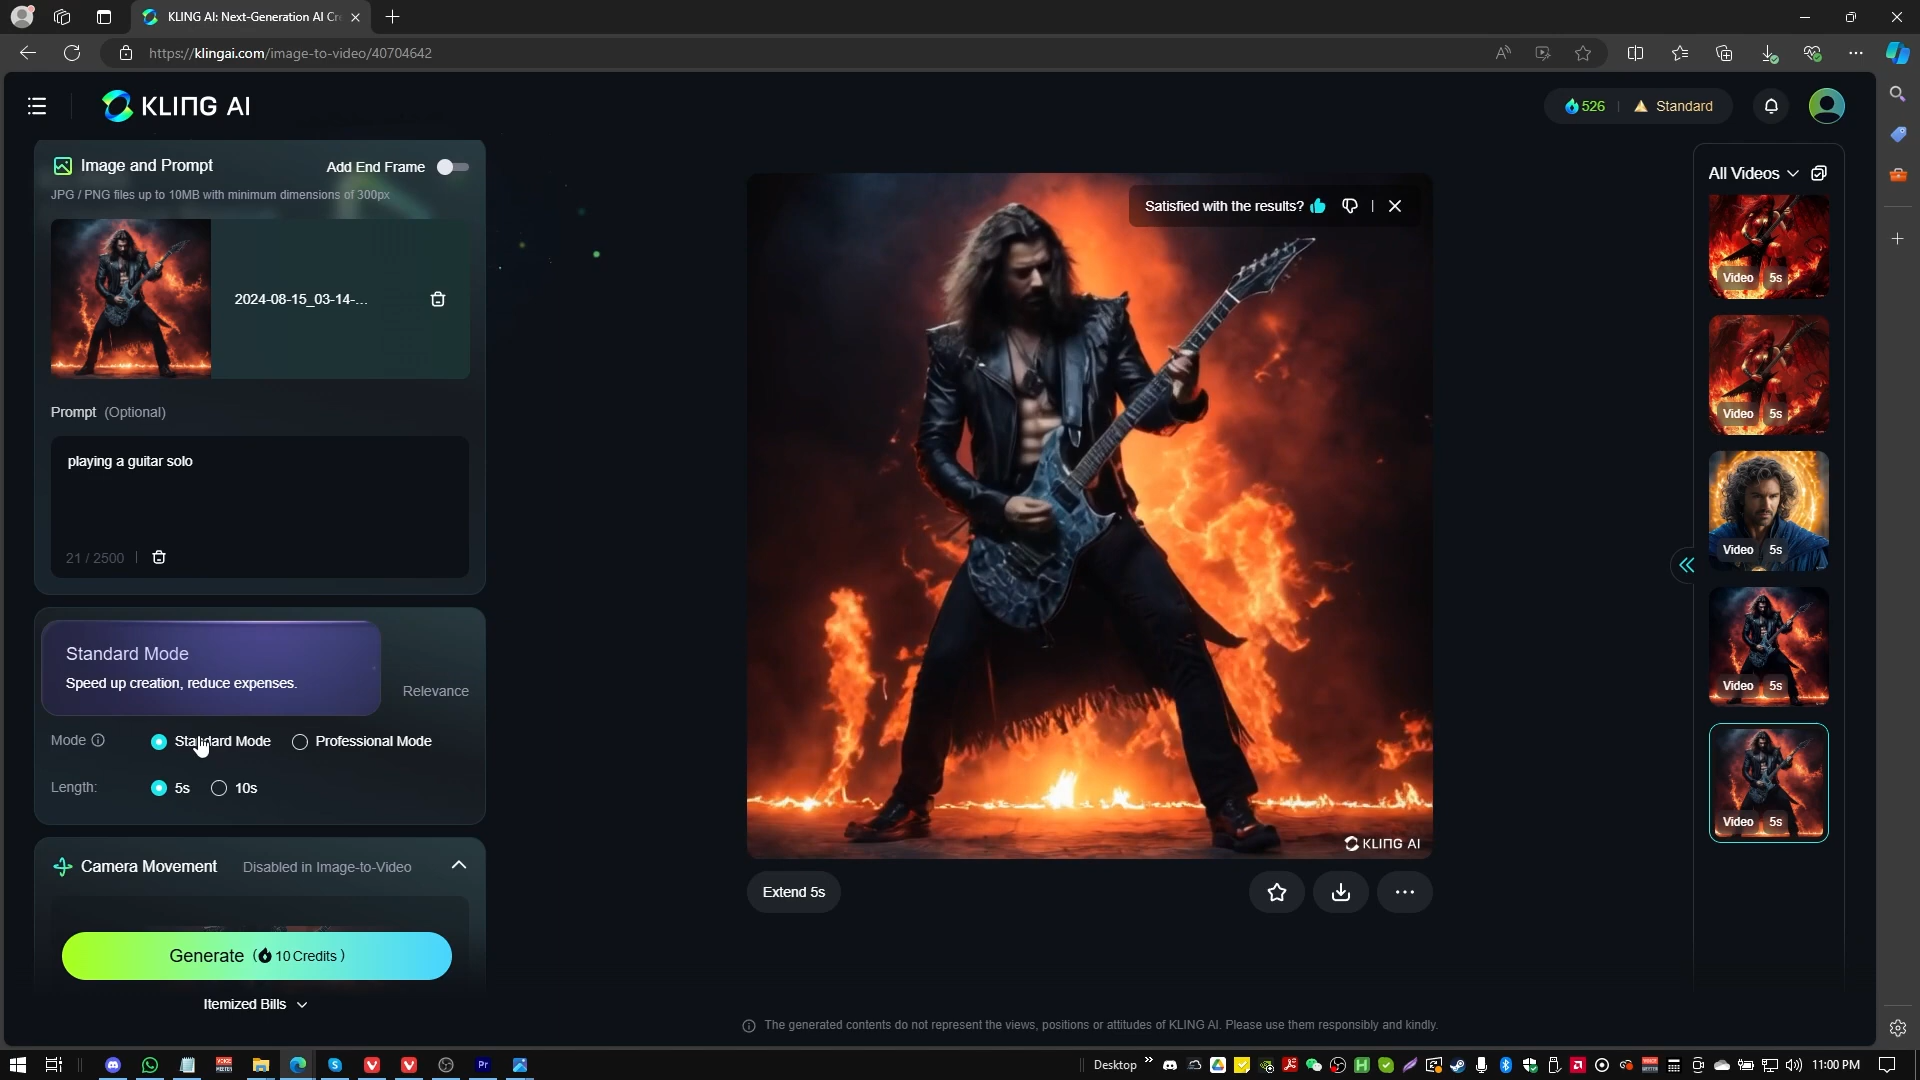 KLING AI: Next-Generation AI Cr
https://klingai.com/image-to-video/40704642
KLING AI
526
Standard
Image and Prompt
Add End Frame
JPG / PNG files up to 10MB with minimum dimensions of 300px
2024-08-15_03-14-...
Prompt (Optional)
playing a guitar solo
21 / 2500
Standard Mode
Speed up creation, reduce expenses.
Relevance
Mode
Standard Mode
Professional Mode
Length:
5s
10s
Camera Movement
Disabled in Image-to-Video
Generate ( 10 Credits )
Itemized Bills
Satisfied with the results?
KLING AI
Extend 5s
The generated contents do not represent the views, positions or attitudes of KLING AI. Please use them responsibly and kindly.
All Videos
Video 5s
Video 5s
Video 5s
Video 5s
Video 5s
Pr
Desktop
11:00 PM